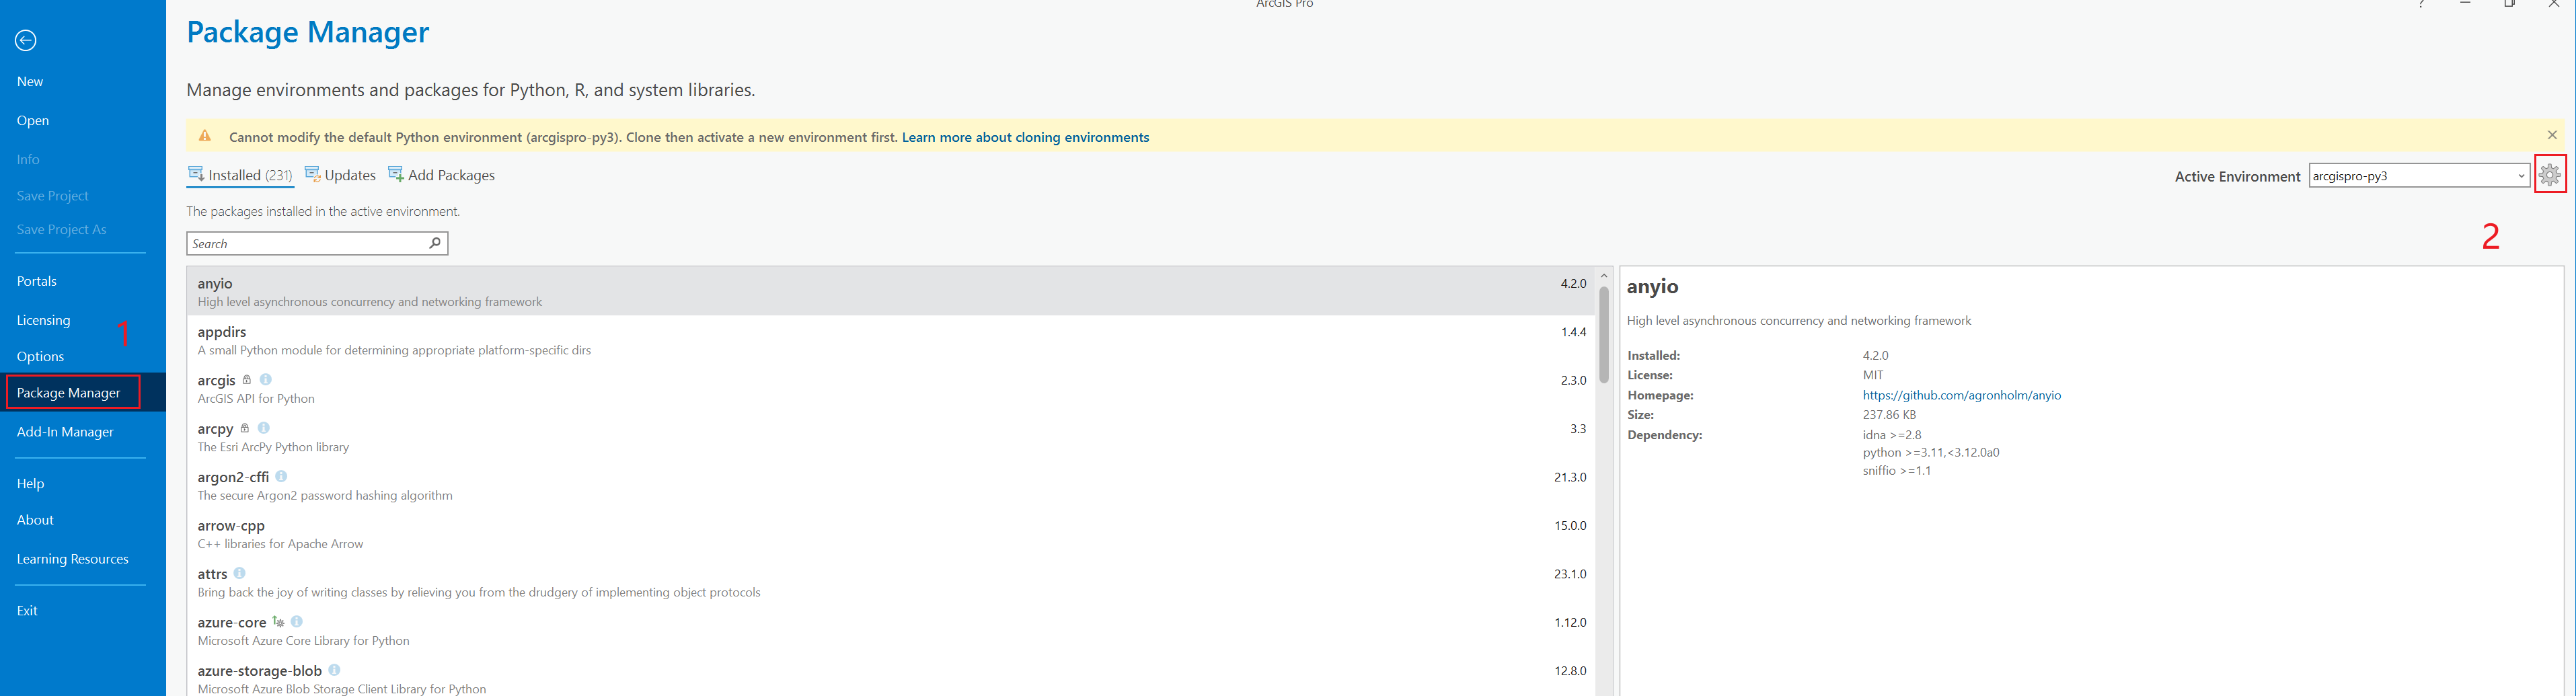 ArcGIS Pro
?
Package Manager
Manage environments and packages for Python, R, and system libraries.
Cannot modify the default Python environment (arcgispro-py3). Clone then activate a new environment first. Learn more about cloning environments
New
Open
Info
Save Project
Save Project As
Portals
Licensing
1
Options
Package Manager
Add-In Manager
Help
About
Learning Resources
Exit
Installed (231) Updates Add Packages
Active Environment arcgispro-py3
The packages installed in the active environment.
Search
2
anyio 4.2.0
High level asynchronous concurrency and networking framework
appdirs 1.4.4
A small Python module for determining appropriate platform-specific dirs
arcgis 2.3.0
ArcGIS API for Python
arcpy 3.3
The Esri ArcPy Python library
argon2-cffi 21.3.0
The secure Argon2 password hashing algorithm
arrow-cpp 15.0.0
C++ libraries for Apache Arrow
attrs 23.1.0
Bring back the joy of writing classes by relieving you from the drudgery of implementing object protocols
azure-core 1.12.0
Microsoft Azure Core Library for Python
azure-storage-blob 12.8.0
Microsoft Azure Blob Storage Client Library for Python
anyio
High level asynchronous concurrency and networking framework
Installed: 4.2.0
License: MIT
Homepage: https://github.com/agronholm/anyio
Size: 237.86 KB
Dependency: idna >=2.8
python >=3.11,<3.12.0a0
sniffio >=1.1